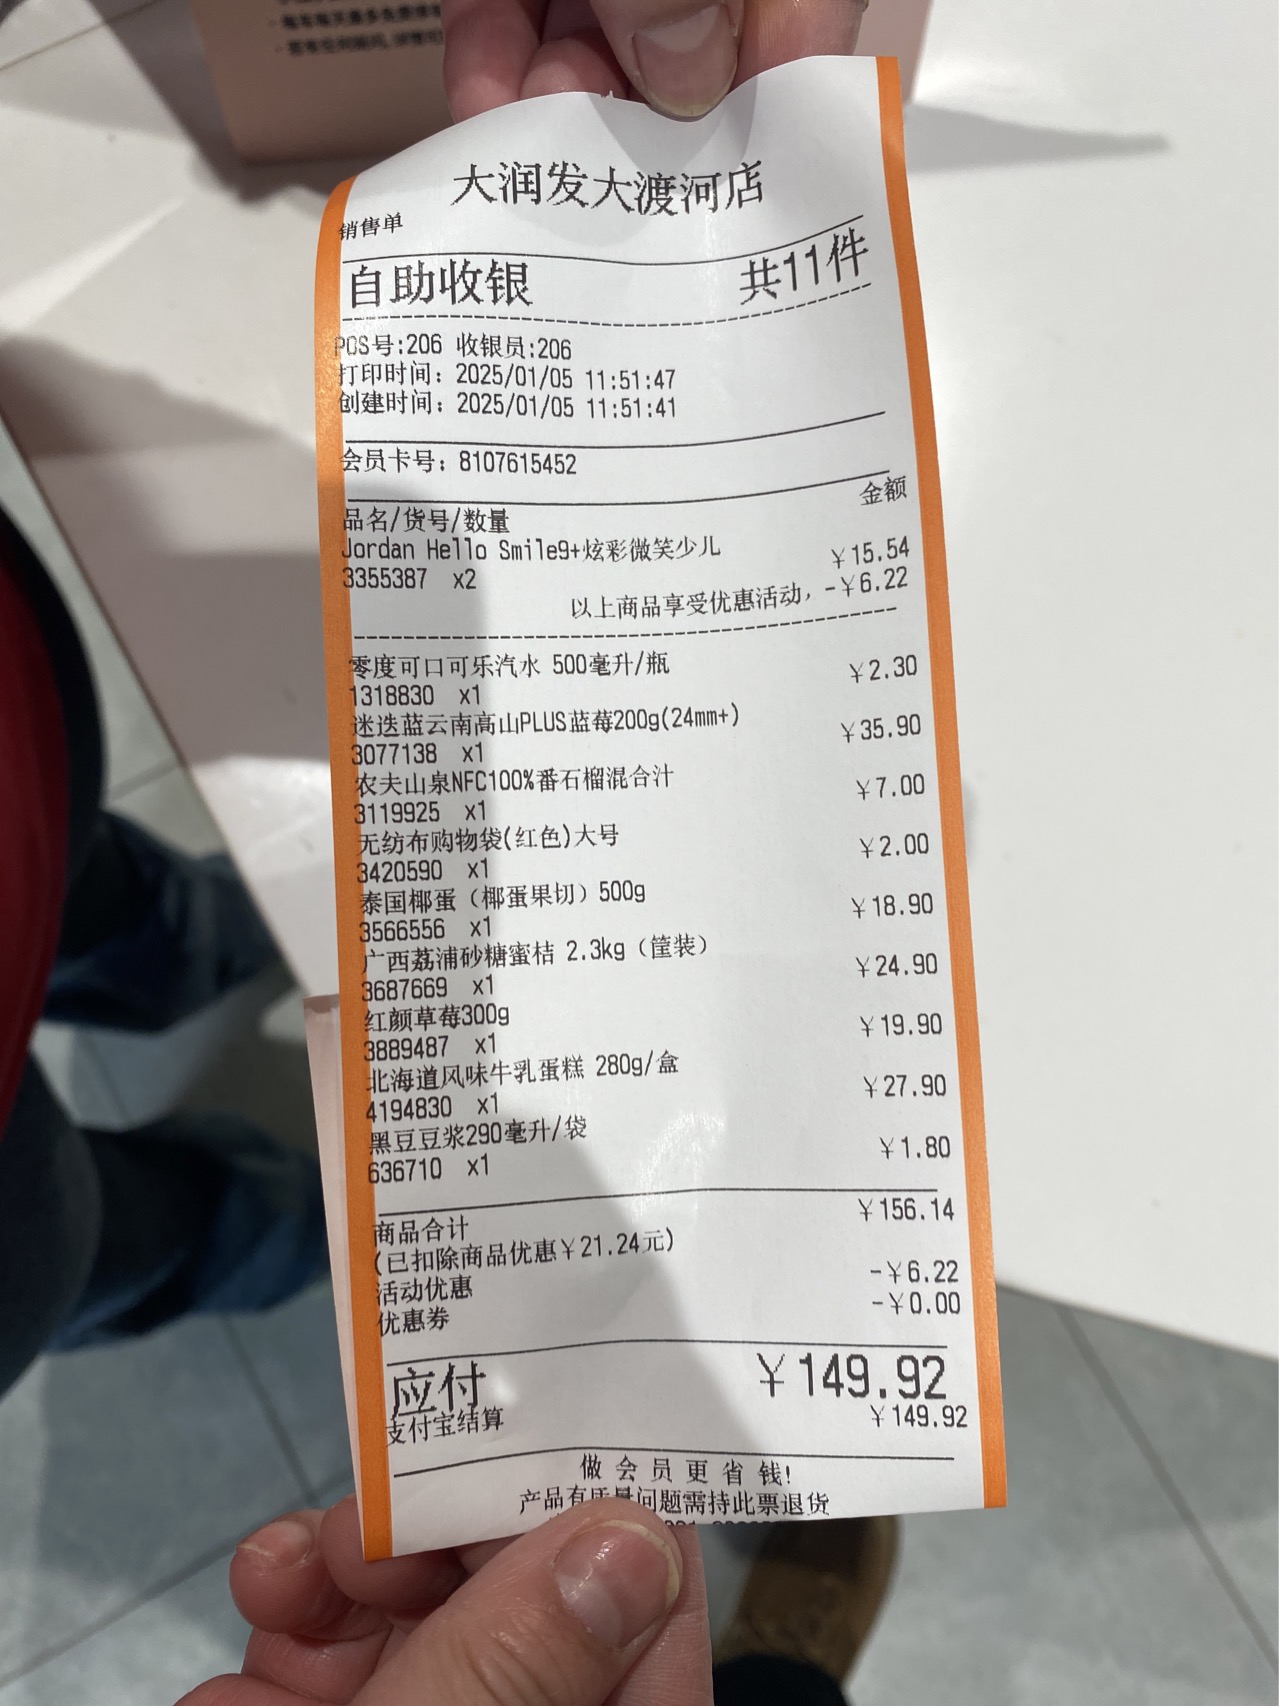 大润发大渡河店
销售单
自助收银 共11件
POS号:206 收银员:206
打印时间: 2025/01/05 11:51:47
创建时间: 2025/01/05 11:51:41
会员卡号: 8107615452
金额
品名/货号/数量
Jordan Hello Smile9+炫彩微笑少儿 ¥15.54
3355387 x2
以上商品享受优惠活动, -¥6.22
零度可口可乐汽水 500毫升/瓶 ¥2.30
1318830 x1
迷迭蓝云南高山PLUS蓝莓200g(24mm+) ¥35.90
3077138 x1
农夫山泉NFC100%番石榴混合汁 ¥7.00
3119925 x1
无纺布购物袋(红色)大号 ¥2.00
3420590 x1
泰国椰蛋（椰蛋果切）500g ¥18.90
3566556 x1
广西荔浦砂糖蜜桔 2.3kg（筐装） ¥24.90
3687669 x1
红颜草莓300g ¥19.90
3889487 x1
北海道风味牛乳蛋糕 280g/盒 ¥27.90
4194830 x1
黑豆豆浆290毫升/袋 ¥1.80
636710 x1
商品合计 ¥156.14
(已扣除商品优惠¥21.24元)
活动优惠 -¥6.22
优惠券 -¥0.00
应付 ¥149.92
支付宝结算 ¥149.92
做会员更省钱!
产品有质量问题需持此票退货